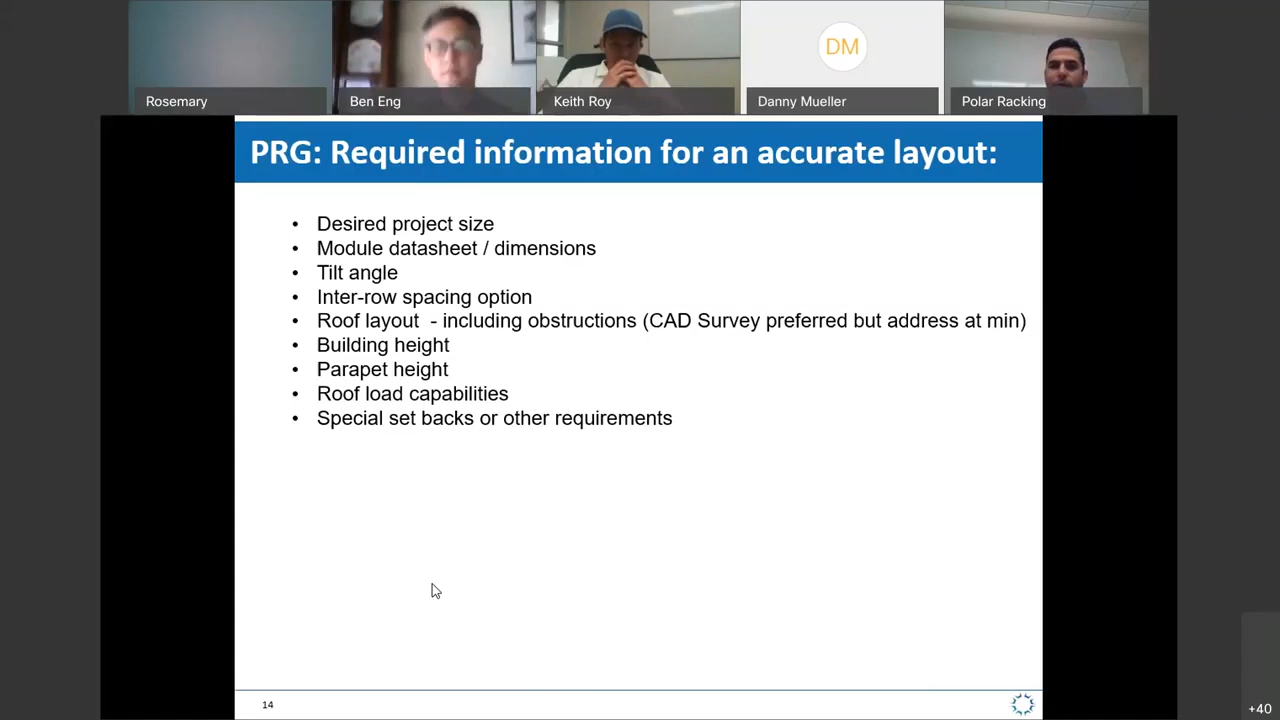 Rosemary
Ben Eng
Keith Roy
DM
Danny Mueller
Polar Racking
PRG: Required information for an accurate layout:
• Desired project size
• Module datasheet / dimensions
• Tilt angle
• Inter-row spacing option
• Roof layout - including obstructions (CAD Survey preferred but address at min)
• Building height
• Parapet height
• Roof load capabilities
• Special set backs or other requirements
14
+40